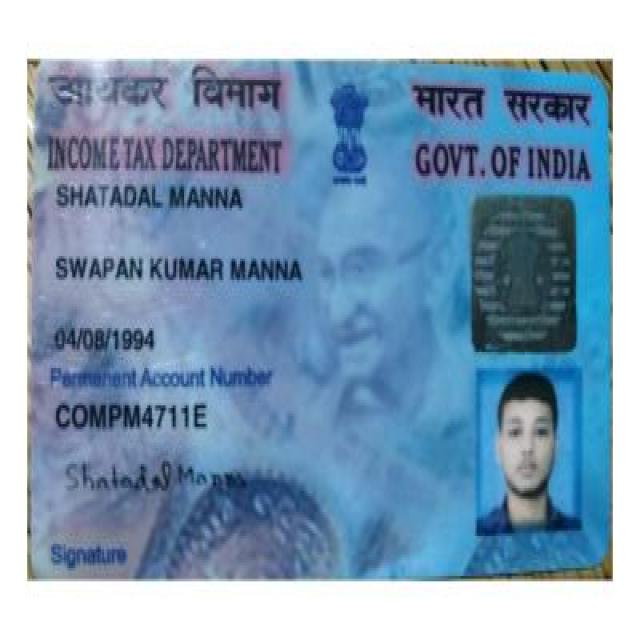 आयकर विभाग
भारत सरकार
INCOME TAX DEPARTMENT
GOVT. OF INDIA
SHATADAL MANNA
SWAPAN KUMAR MANNA
04/08/1994
Permanent Account Number
COMPM4711E
Shatadal Manna
Signature